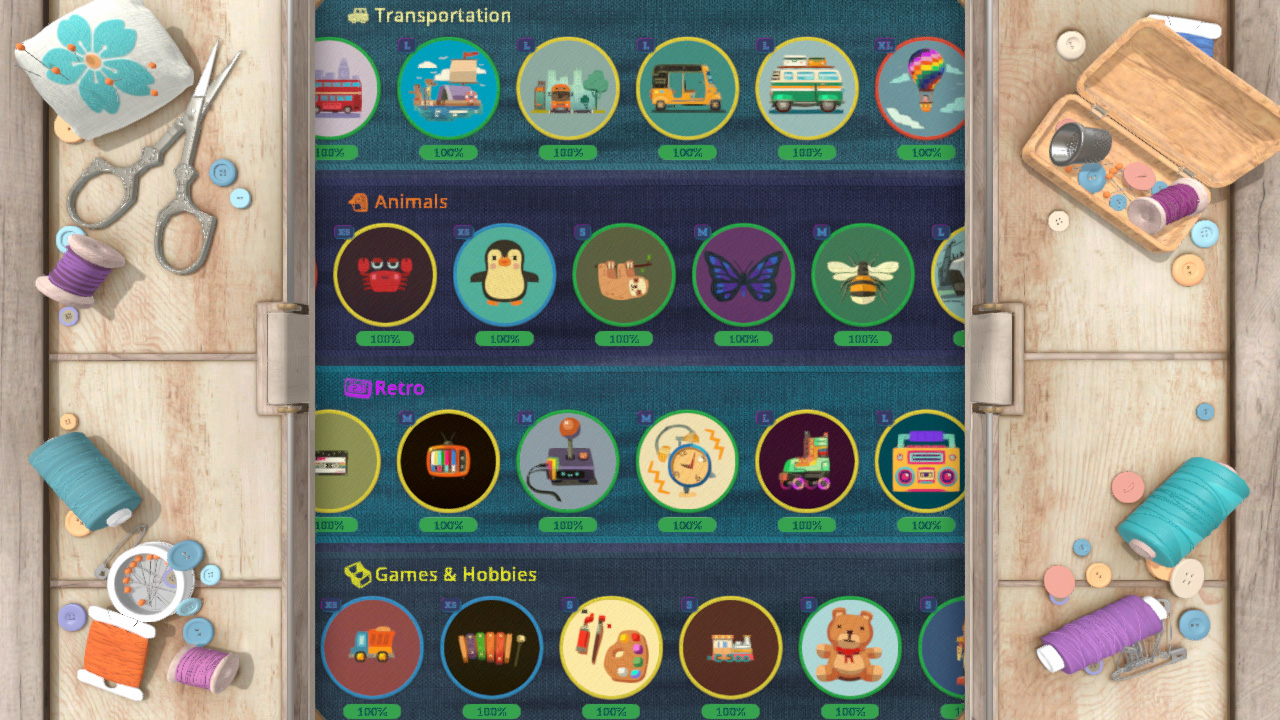 Transportation
L L L L XL
100% 100% 100% 100% 100% 100%
Animals
XS XS S M M L
100% 100% 100% 100% 100%
Retro
M M M L L
100% 100% 100% 100% 100% 100%
Games & Hobbies
XS XS S S S S
100% 100% 100% 100% 100%